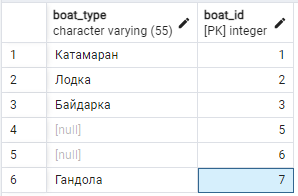 boat_type
character varying (55)
boat_id
[PK] integer
1 Катамаран 1
2 Лодка 2
3 Байдарка 3
4 [null] 5
5 [null] 6
6 Гандола 7